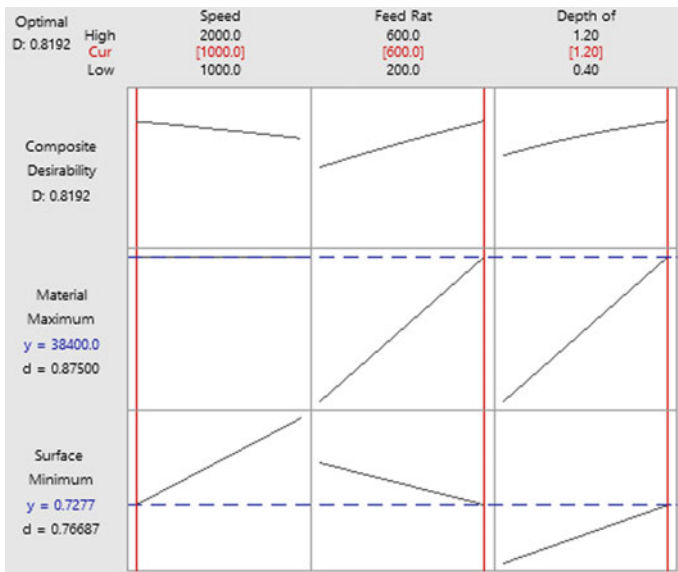 Optimal
D: 0.8192
High
Cur
Low
Speed
2000.0
[1000.0]
1000.0
Feed Rat
600.0
[600.0]
200.0
Depth of
1.20
[1.20]
0.40
Composite
Desirability
D: 0.8192
Material
Maximum
y = 38400.0
d = 0.87500
Surface
Minimum
y = 0.7277
d = 0.76687